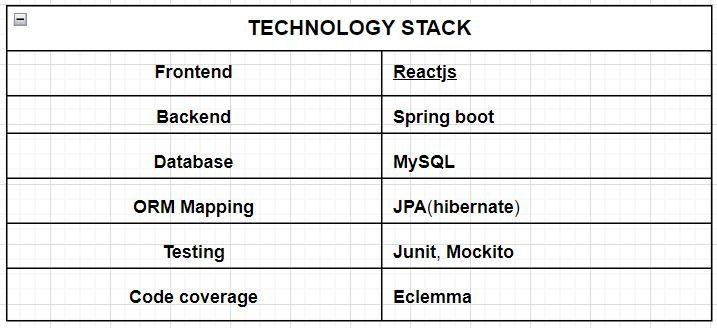 TECHNOLOGY STACK
Frontend Reactjs
Backend Spring boot
Database MySQL
ORM Mapping JPA(hibernate)
Testing Junit, Mockito
Code coverage Eclemma